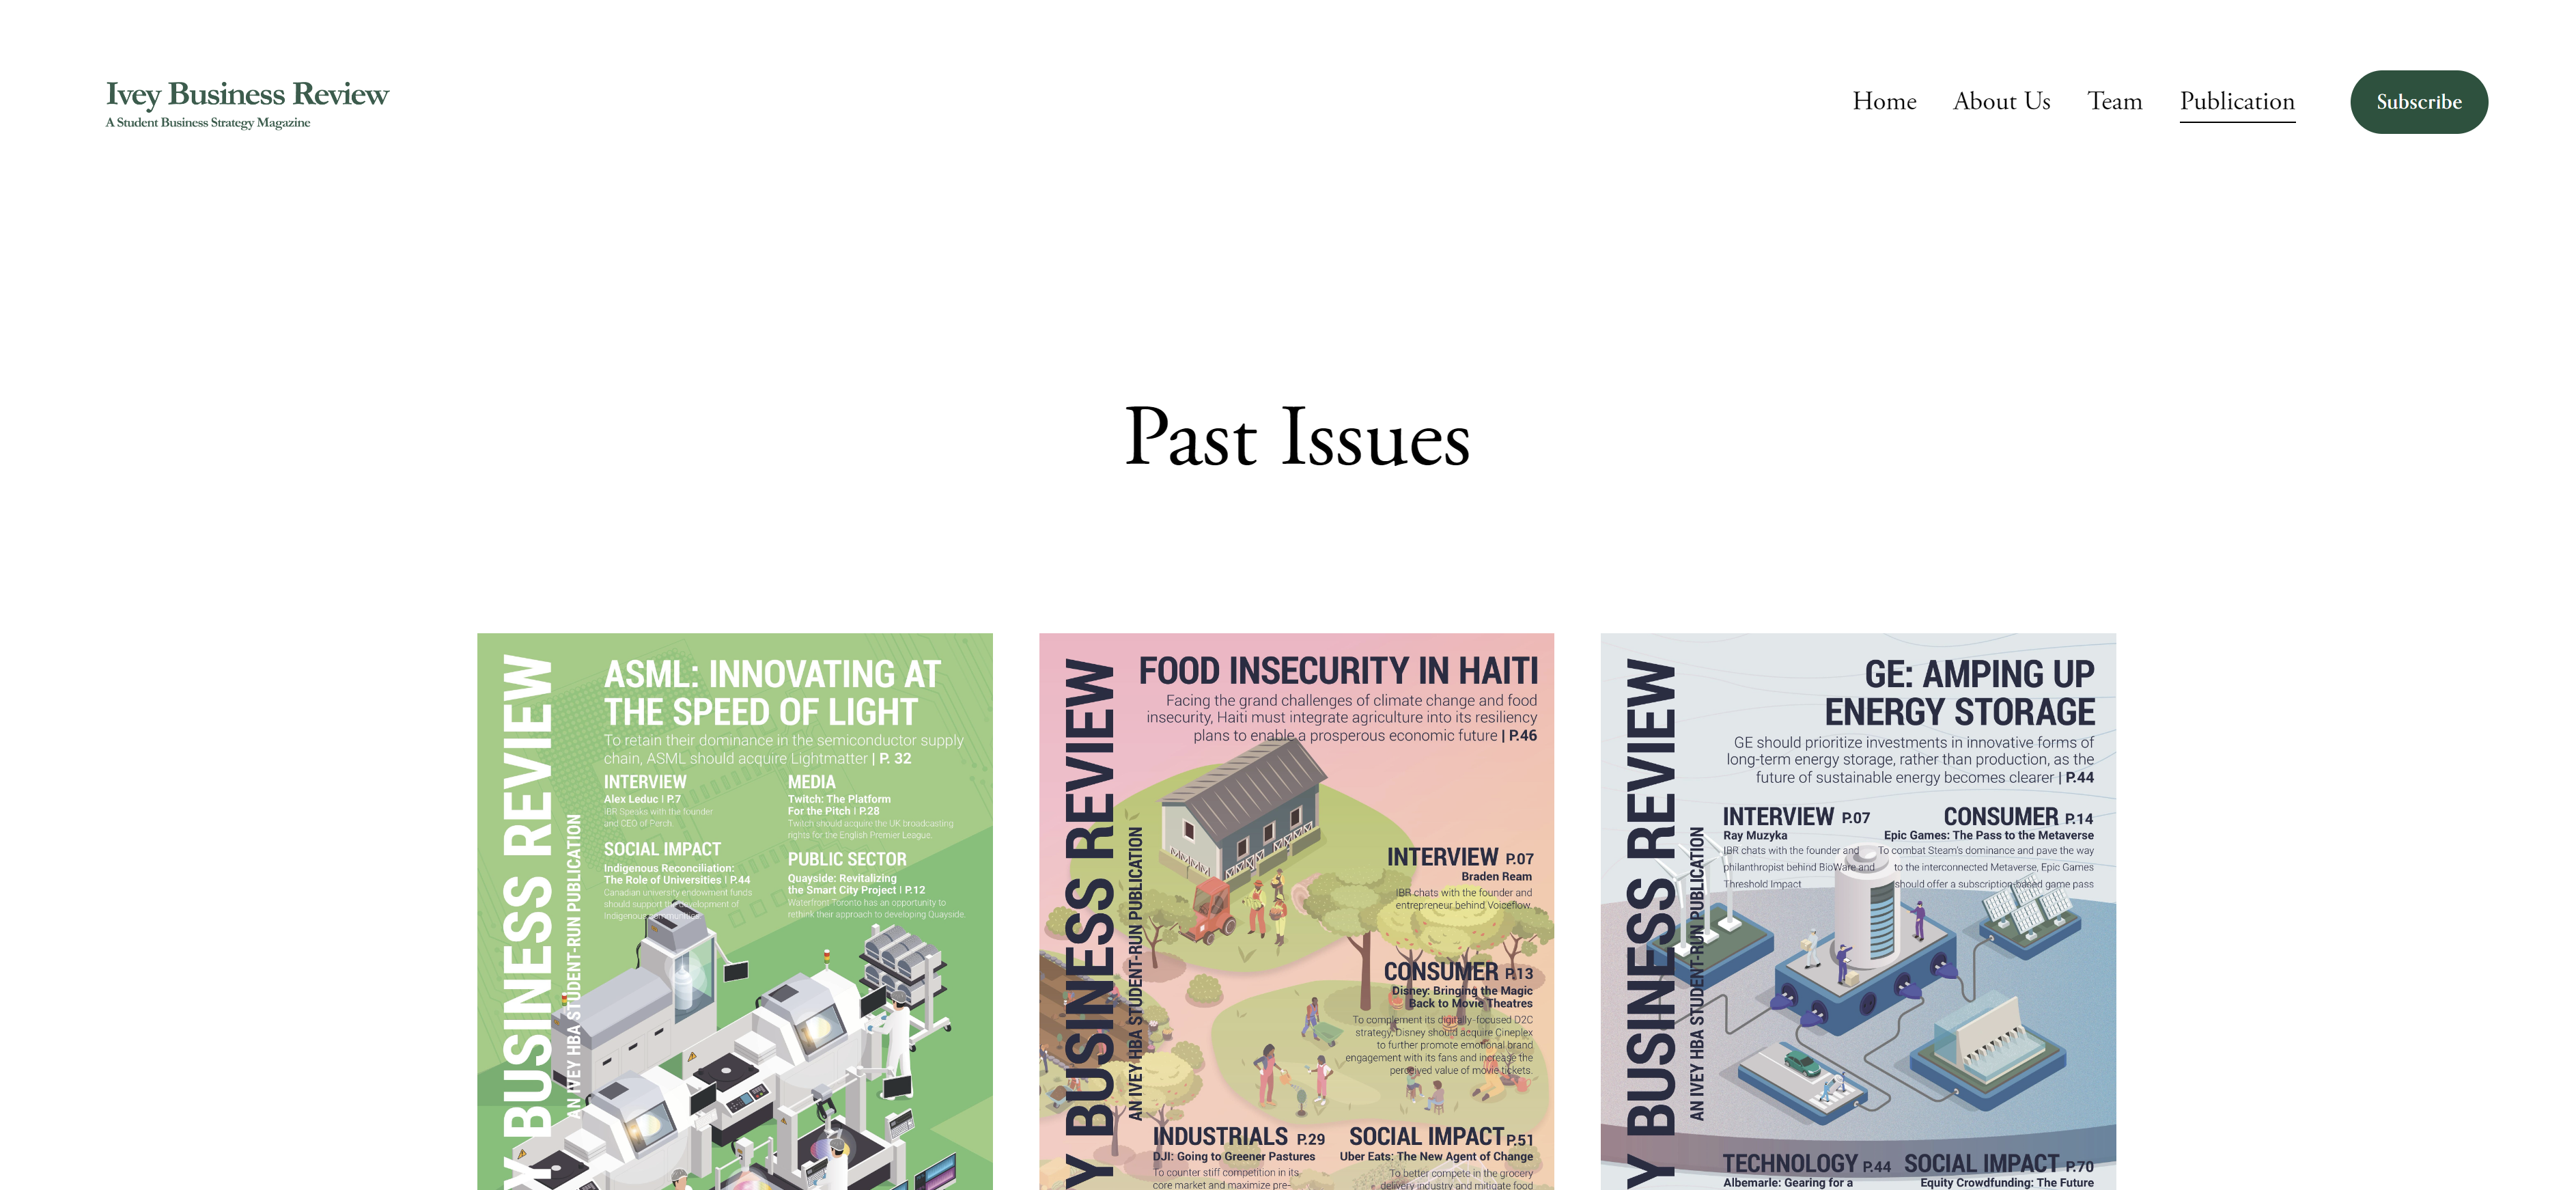 Ivey Business Review
A Student Business Strategy Magazine
Home
About Us
Team
Publication
Subscribe
Past Issues
Y BUSINESS REVIEW
AN IVEY HBA STUDENT-RUN PUBLICATION
ASML: INNOVATING AT
THE SPEED OF LIGHT
To retain their dominance in the semiconductor supply
chain, ASML should acquire Lightmatter | P. 32
INTERVIEW
Alex Leduc | P.7
IBR Speaks with the founder
and CEO of Perch
SOCIAL IMPACT
Indigenous Reconciliation:
The Role of Universities | P.44
Canadian university endowment funds
should support the development of
Indigenous communities
MEDIA
Twitch: The Platform
For the Pitch | P.28
Twitch should acquire the UK broadcasting
rights for the English Premier League.
PUBLIC SECTOR
Quayside: Revitalizing
the Smart City Project | P.12
Waterfront Toronto has an opportunity to
rethink their approach to developing Quayside.
Y BUSINESS REVIEW
AN IVEY HBA STUDENT-RUN PUBLICATION
FOOD INSECURITY IN HAITI
Facing the grand challenges of climate change and food
insecurity, Haiti must integrate agriculture into its resiliency
plans to enable a prosperous economic future | P.46
INTERVIEW P.07
Braden Ream
IBR chats with the founder and
entrepreneur behind Voiceflow.
CONSUMER P.13
Disney: Bringing the Magic
Back to Movie Theatres
To complement its digitally-focused D2C
strategy, Disney should acquire Cineplex
to further promote emotional brand
engagement with its fans and increase the
perceived value of movie tickets.
INDUSTRIALS P.29
DJI: Going to Greener Pastures
To counter stiff competition in its
core market and maximize pre-
SOCIAL IMPACT P.51
Uber Eats: The New Agent of Change
To better compete in the grocery
delivery industry and mitigate food
Y BUSINESS REVIEW
AN IVEY HBA STUDENT-RUN PUBLICATION
GE: AMPING UP
ENERGY STORAGE
GE should prioritize investments in innovative forms of
long-term energy storage, rather than production, as the
future of sustainable energy becomes clearer | P.44
INTERVIEW P.07
Ray Muzyka
IBR chats with the founder and
philanthropist behind BioWare and
Threshold Impact
CONSUMER P.14
Epic Games: The Pass to the Metaverse
To combat Steam's dominance and pave the way
to the interconnected Metaverse, Epic Games
should offer a subscription-based game pass
TECHNOLOGY P.44
Albemarle: Gearing for a
SOCIAL IMPACT P.70
Equity Crowdfunding: The Future